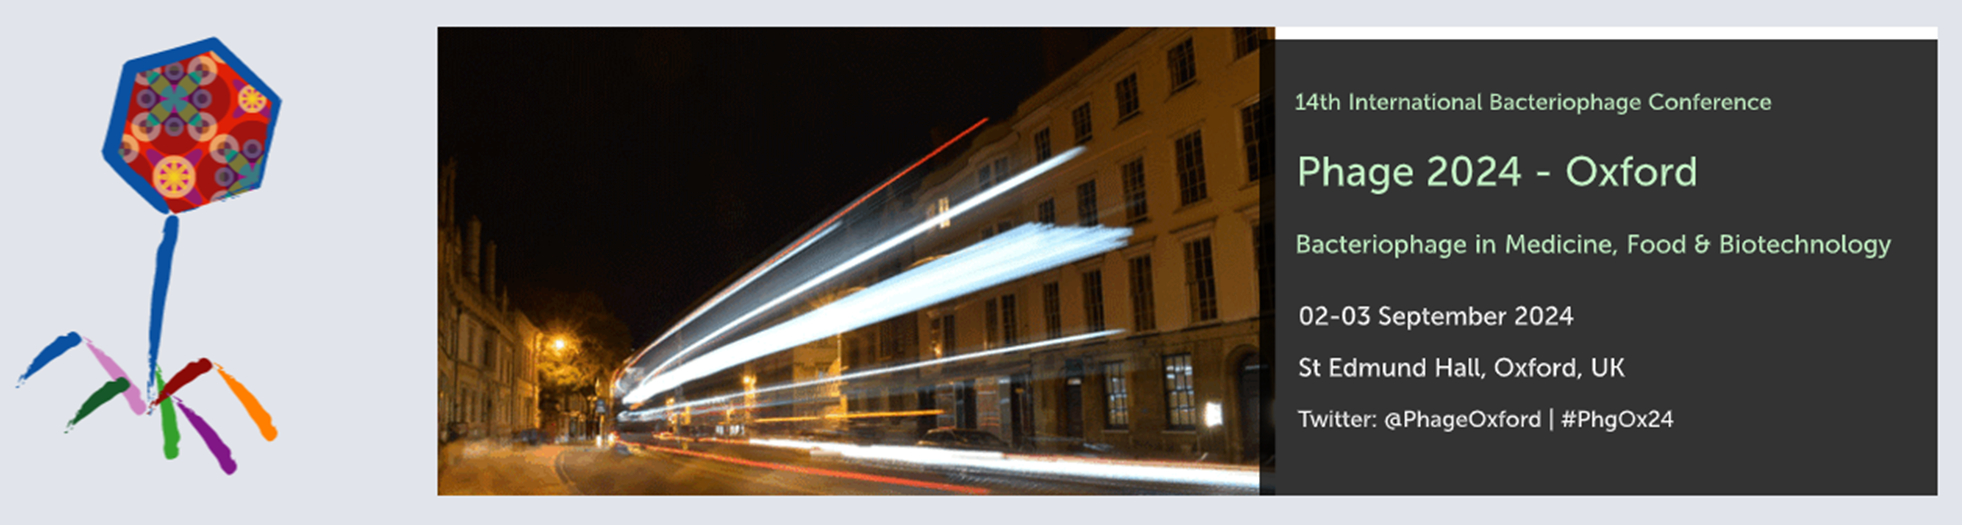 14th International Bacteriophage Conference
Phage 2024 - Oxford
Bacteriophage in Medicine, Food & Biotechnology
02-03 September 2024
St Edmund Hall, Oxford, UK
Twitter: @PhageOxford | #PhgOx24